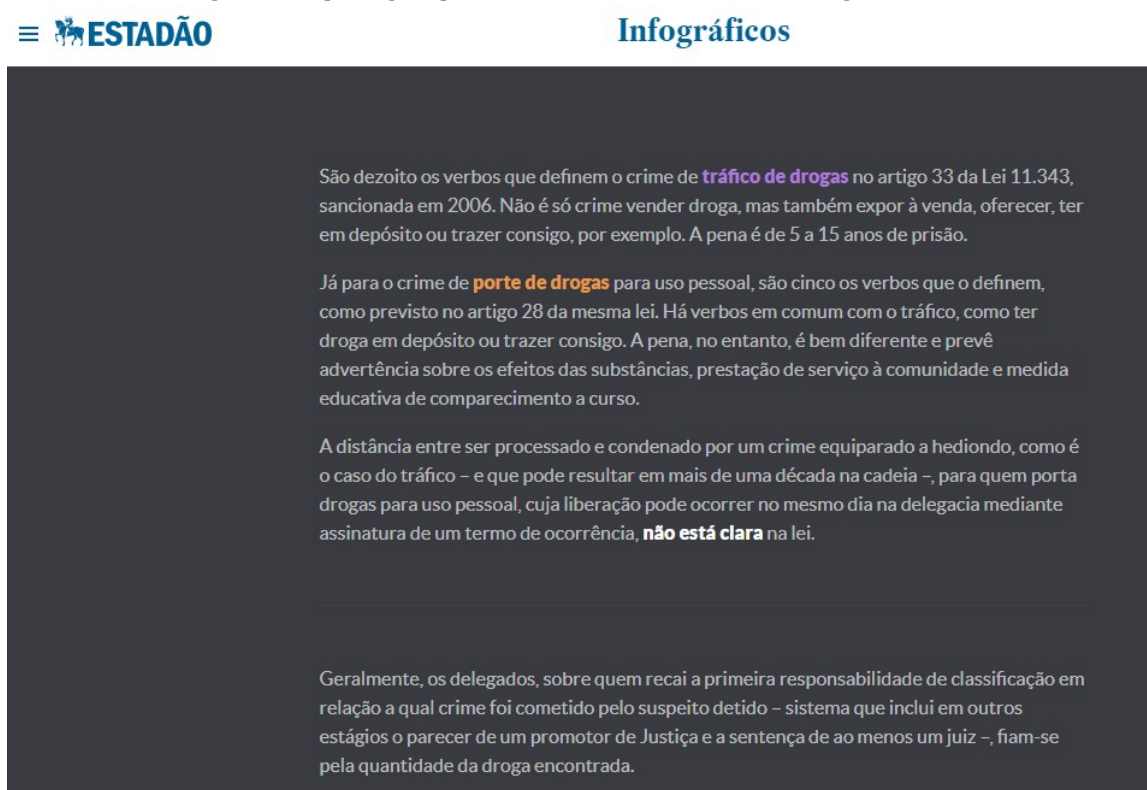 ESTADÃO
Infográficos
São dezoito os verbos que definem o crime de tráfico de drogas no artigo 33 da Lei 11.343,
sancionada em 2006. Não é só crime vender droga, mas também expor à venda, oferecer, ter
em depósito ou trazer consigo, por exemplo. A pena é de 5 a 15 anos de prisão.
Já para o crime de porte de drogas para uso pessoal, são cinco os verbos que o definem,
como previsto no artigo 28 da mesma lei. Há verbos em comum com o tráfico, como ter
droga em depósito ou trazer consigo. A pena, no entanto, é bem diferente e prevê
advertência sobre os efeitos das substâncias, prestação de serviço à comunidade e medida
educativa de comparecimento a curso.
A distância entre ser processado e condenado por um crime equiparado a hediondo, como é
o caso do tráfico – e que pode resultar em mais de uma década na cadeia –, para quem porta
drogas para uso pessoal, cuja liberação pode ocorrer no mesmo dia na delegacia mediante
assinatura de um termo de ocorrência, não está clara na lei.
Geralmente, os delegados, sobre quem recai a primeira responsabilidade de classificação em
relação a qual crime foi cometido pelo suspeito detido – sistema que inclui em outros
estágios o parecer de um promotor de Justiça e a sentença de ao menos um juiz –, fiam-se
pela quantidade da droga encontrada.